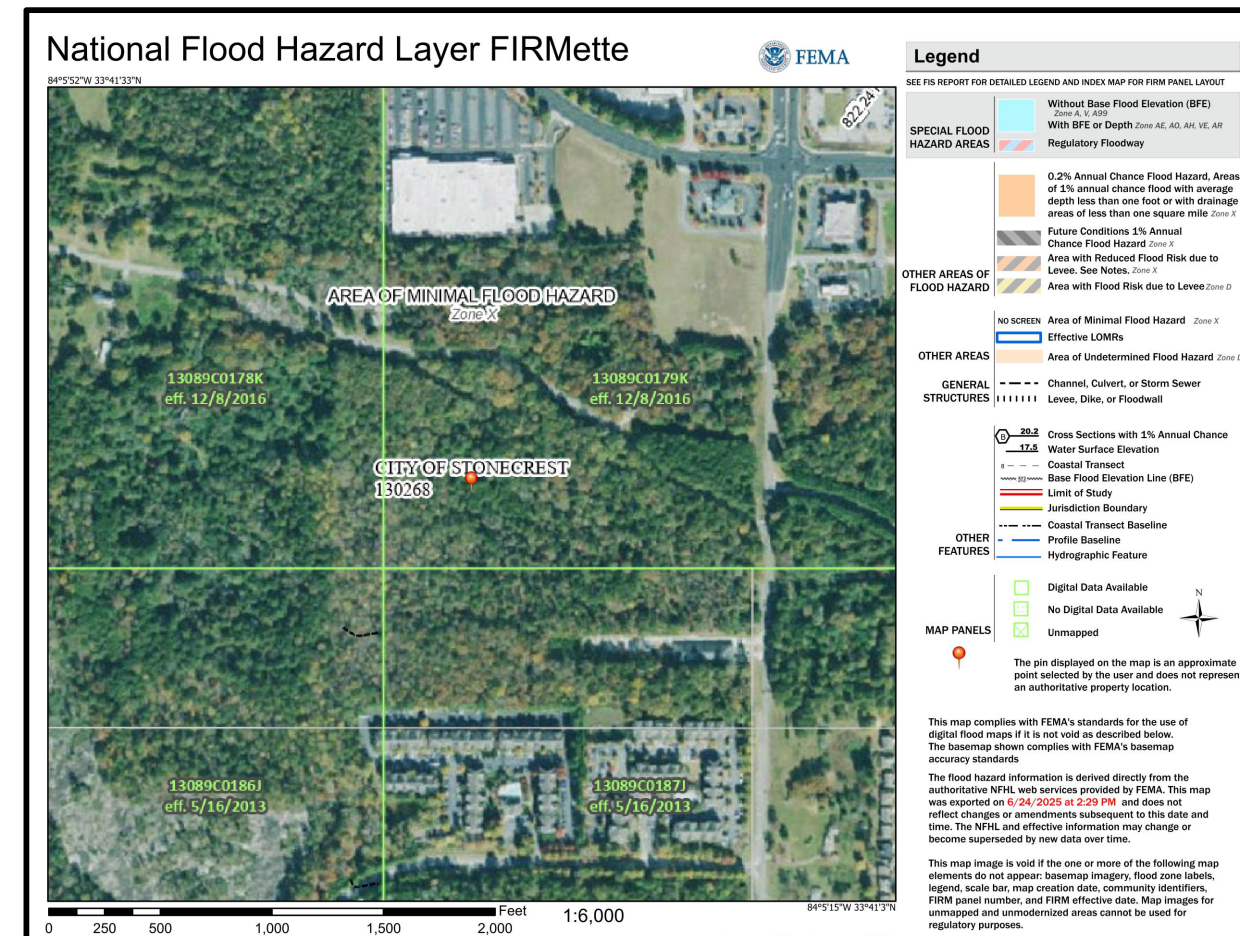 National Flood Hazard Layer FIRMette
FEMA
84°5'52"W 33°41'33"N
822.241
AREA OF MINIMAL FLOOD HAZARD
Zone X
13089C0178K
eff. 12/8/2016
13089C0179K
eff. 12/8/2016
CITY OF STONECREST
130268
13089C0186J
eff. 5/16/2013
13089C0187J
eff. 5/16/2013
84°5'15"W 33°41'3"N
Feet
1:6,000
0 250 500 1,000 1,500 2,000
Legend
SEE FIS REPORT FOR DETAILED LEGEND AND INDEX MAP FOR FIRM PANEL LAYOUT
SPECIAL FLOOD
HAZARD AREAS
Without Base Flood Elevation (BFE)
Zone A, V, A99
With BFE or Depth Zone AE, AO, AH, VE, AR
Regulatory Floodway
OTHER AREAS OF
FLOOD HAZARD
0.2% Annual Chance Flood Hazard, Areas
of 1% annual chance flood with average
depth less than one foot or with drainage
areas of less than one square mile Zone X
Future Conditions 1% Annual
Chance Flood Hazard Zone X
Area with Reduced Flood Risk due to
Levee. See Notes. Zone X
Area with Flood Risk due to Levee Zone D
OTHER AREAS
NO SCREEN Area of Minimal Flood Hazard Zone X
Effective LOMRs
Area of Undetermined Flood Hazard Zone
GENERAL
STRUCTURES
Channel, Culvert, or Storm Sewer
Levee, Dike, or Floodwall
OTHER
FEATURES
B 20.2 Cross Sections with 1% Annual Chance
17.5 Water Surface Elevation
8 Coastal Transect
513 Base Flood Elevation Line (BFE)
Limit of Study
Jurisdiction Boundary
Coastal Transect Baseline
Profile Baseline
Hydrographic Feature
MAP PANELS
Digital Data Available
No Digital Data Available
Unmapped
N
The pin displayed on the map is an approximate
point selected by the user and does not represen
an authoritative property location.
This map complies with FEMA's standards for the use of
digital flood maps if it is not void as described below.
The basemap shown complies with FEMA's basemap
accuracy standards
The flood hazard information is derived directly from the
authoritative NFHL web services provided by FEMA. This map
was exported on 6/24/2025 at 2:29 PM and does not
reflect changes or amendments subsequent to this date and
time. The NFHL and effective information may change or
become superseded by new data over time.
This map image is void if the one or more of the following map
elements do not appear: basemap imagery, flood zone labels,
legend, scale bar, map creation date, community identifiers,
FIRM panel number, and FIRM effective date. Map images for
unmapped and unmodernized areas cannot be used for
regulatory purposes.